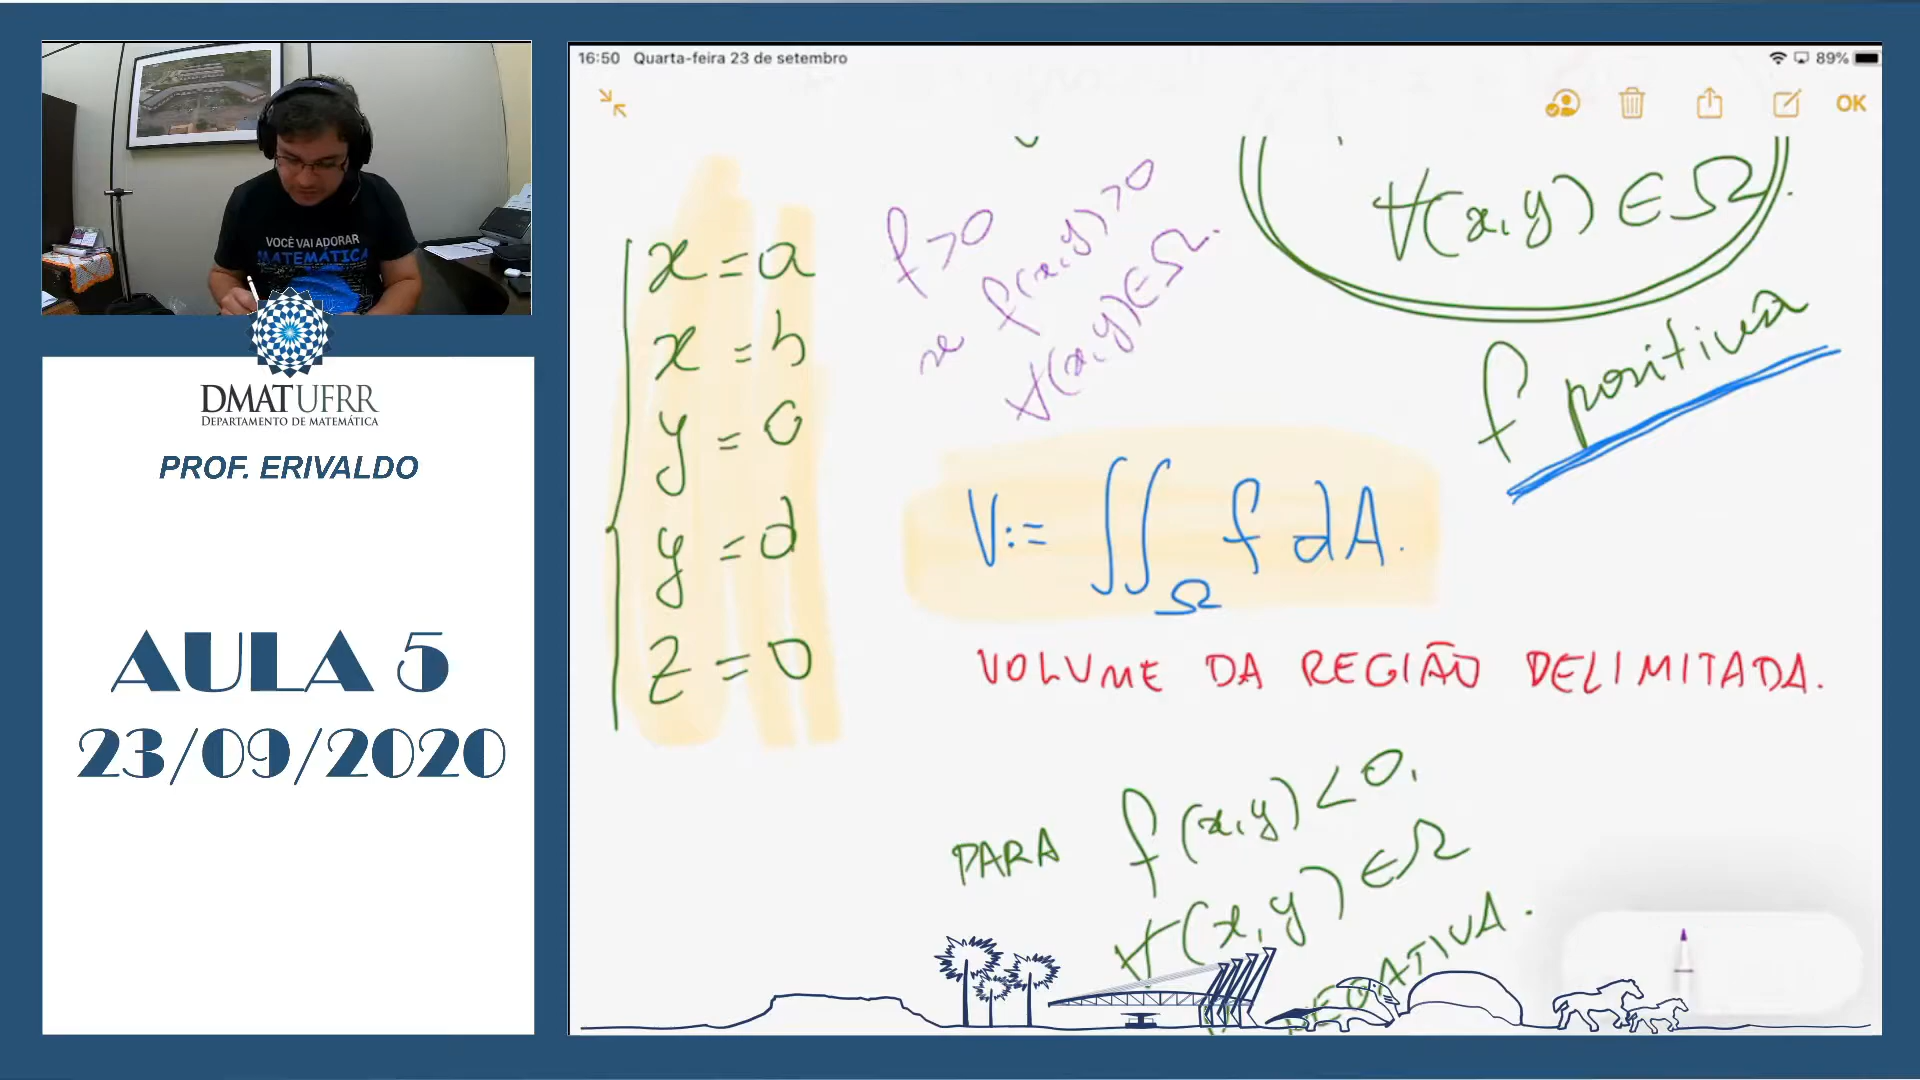 16:50 Quarta-feira 23 de setembro
89%
OK
VOCÊ VAI ADORAR
MATEMÁTICA
DMATUFRR
DEPARTAMENTO DE MATEMÁTICA
PROF. ERIVALDO
AULA 5
23/09/2020
x = a
x = b
y = c
y = d
z = 0
f > 0
se f(x,y) > 0
∀(x,y) ∈ Ω.
∀(x,y) ∈ Ω.
f positiva
V := ∬_Ω f dA.
VOLUME DA REGIÃO DELIMITADA.
PARA f(x,y) < 0,
∀(x,y) ∈ Ω